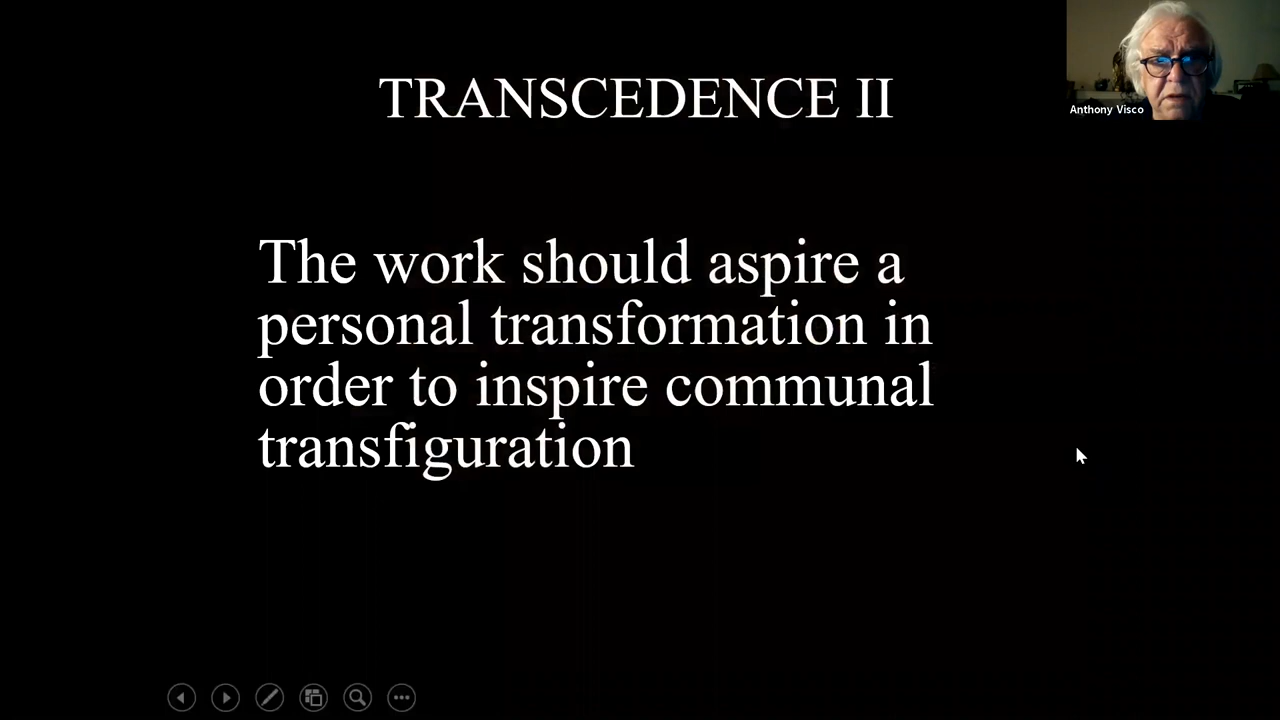 TRANSCEDENCE II
Anthony Visco
The work should aspire a
personal transformation in
order to inspire communal
transfiguration